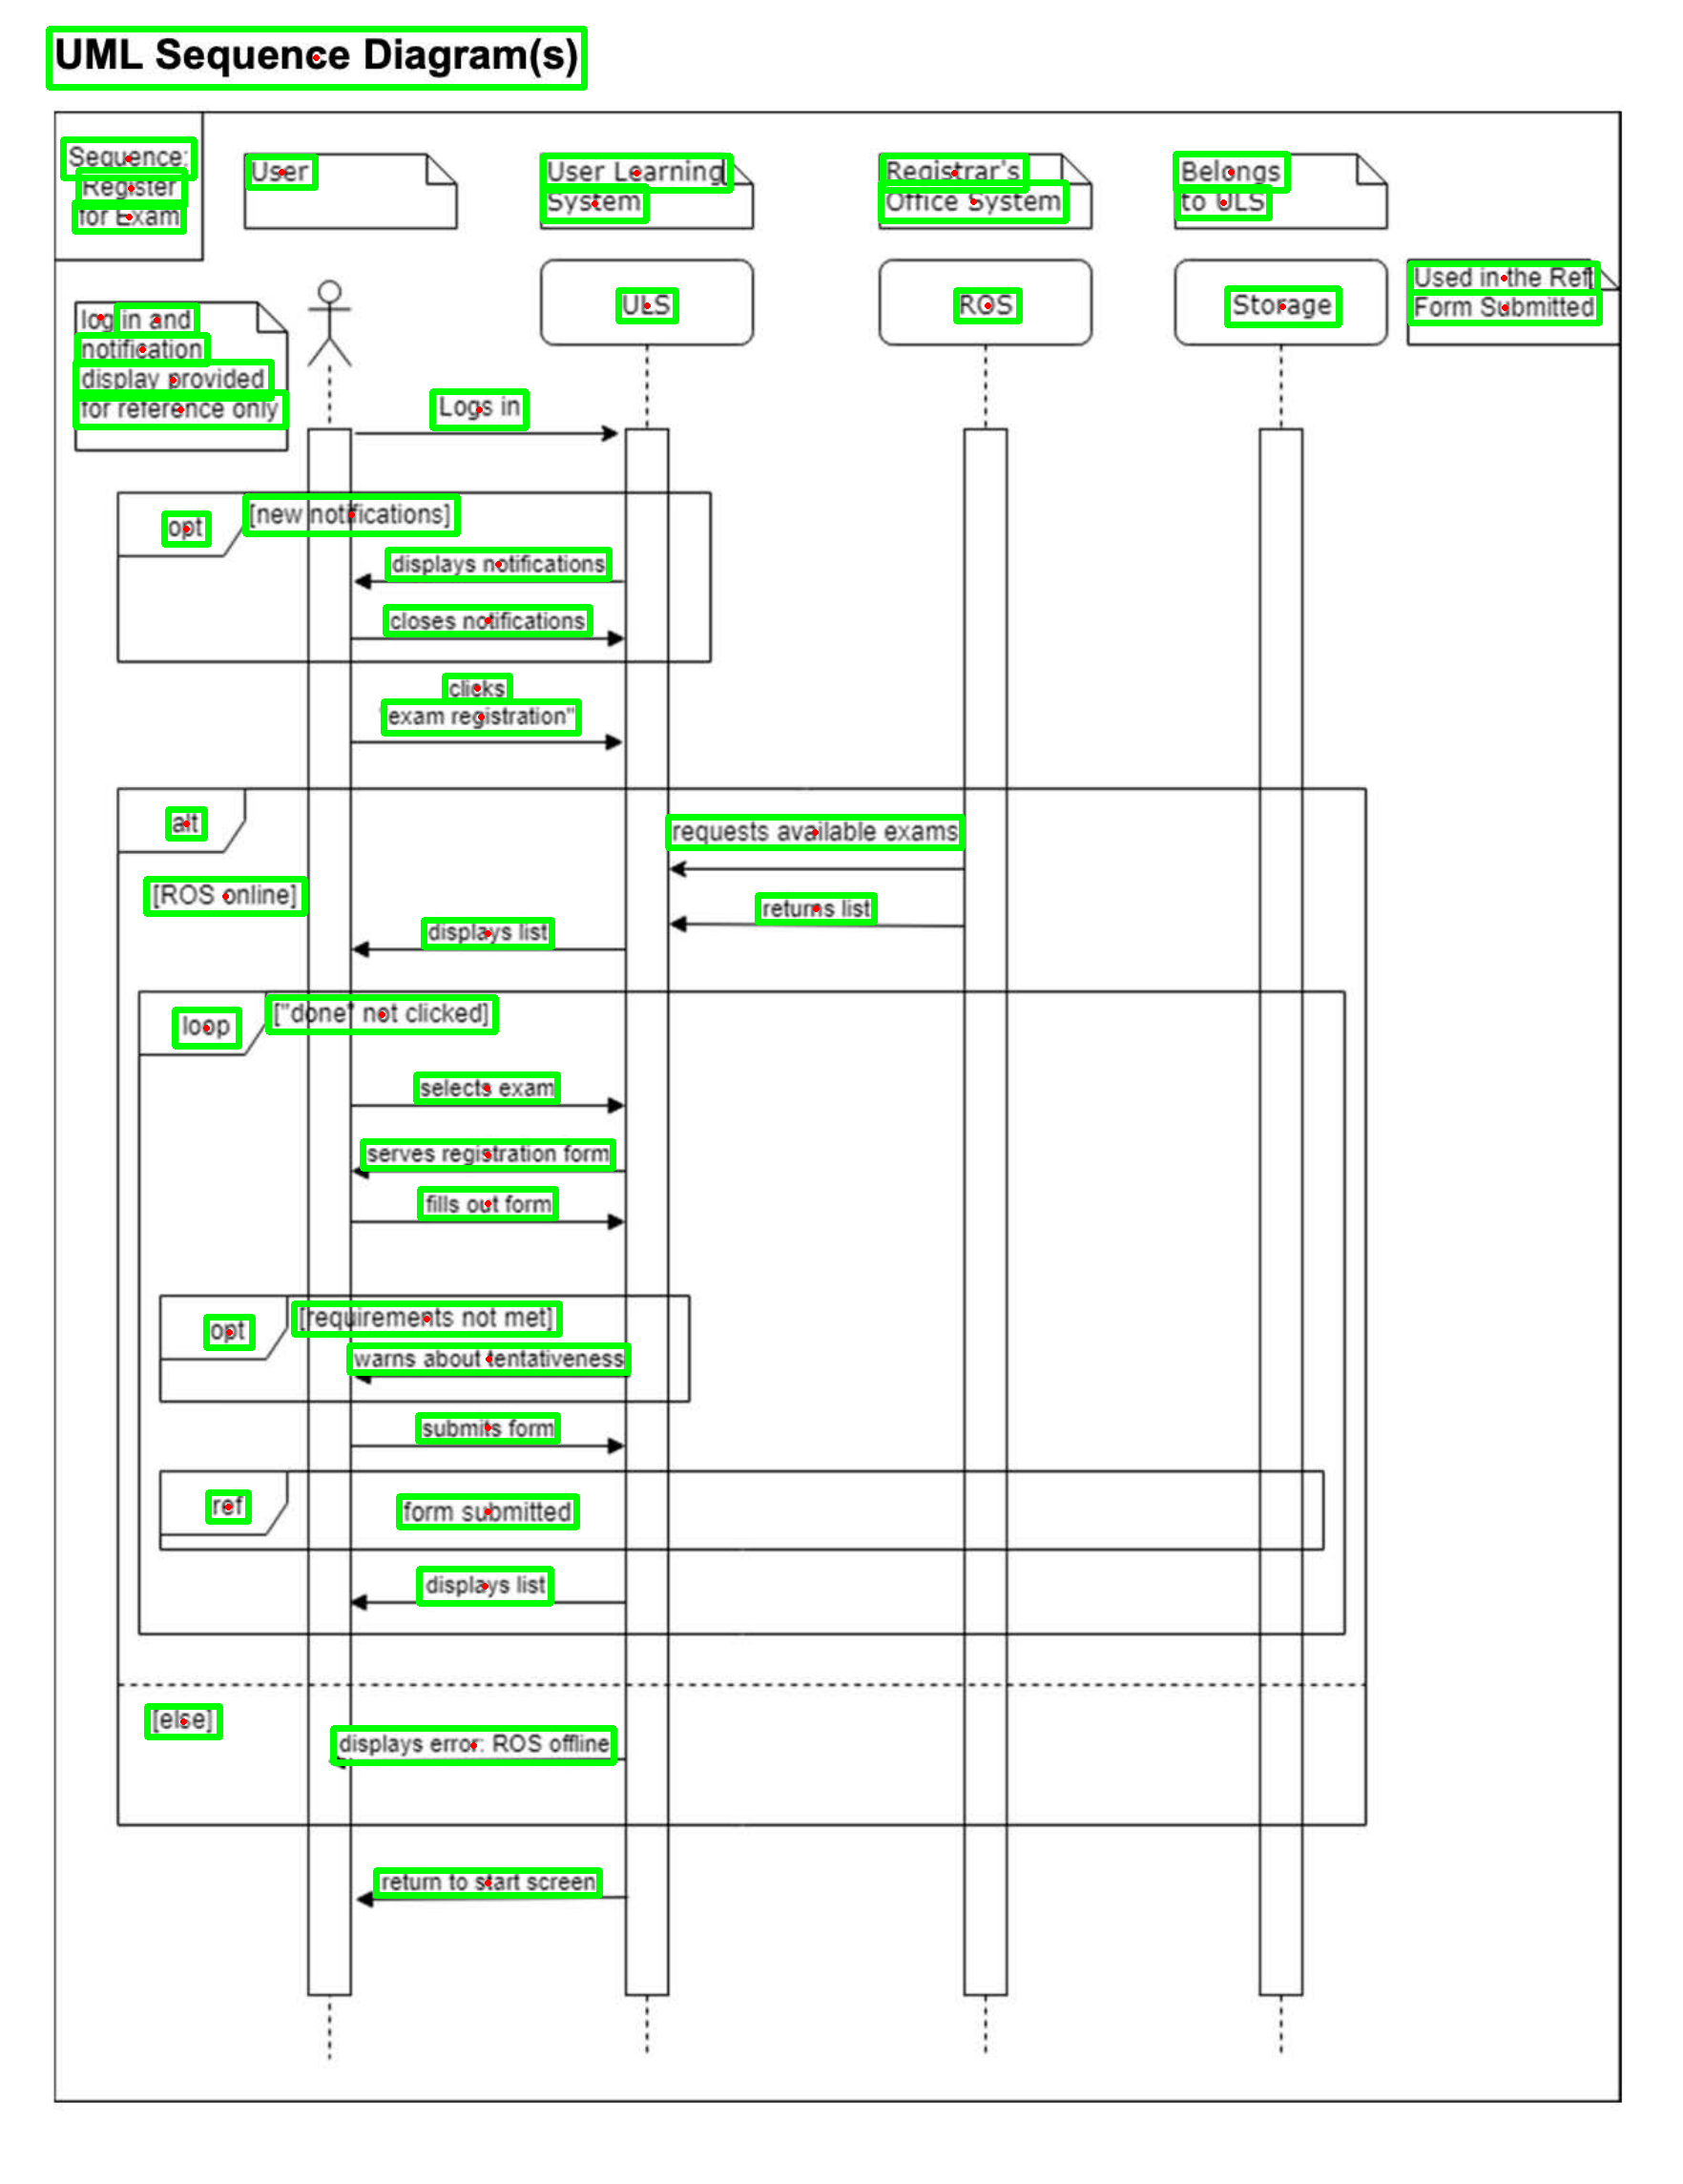 UML Sequence Diagram(s)
Sequence:
Register
for Exam
User
User Learning
System
Registrar's
Office System
Belongs
to ULS
Used in the Ref:
Form Submitted
ULS
ROS
Storage
log in and
notification
display provided
for reference only
Logs in
opt
[new notifications]
displays notifications
closes notifications
clicks
"exam registration"
alt
requests available exams
[ROS online]
returns list
displays list
loop
["done" not clicked]
selects exam
serves registration form
fills out form
opt
[requirements not met]
warns about tentativeness
submits form
ref
form submitted
displays list
[else]
displays error: ROS offline
return to start screen